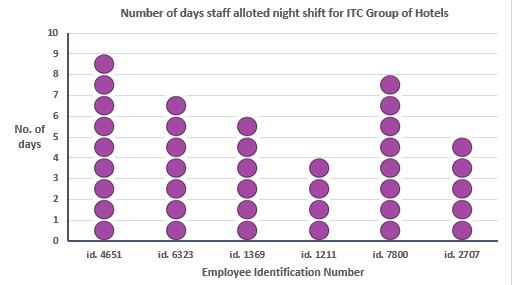 Number of days staff alloted night shift for ITC Group of Hotels
10
9
8
7
6
5
4
3
2
1
0
No. of
days
id. 4651 id. 6323 id. 1369 id. 1211 id. 7800 id. 2707
Employee Identification Number